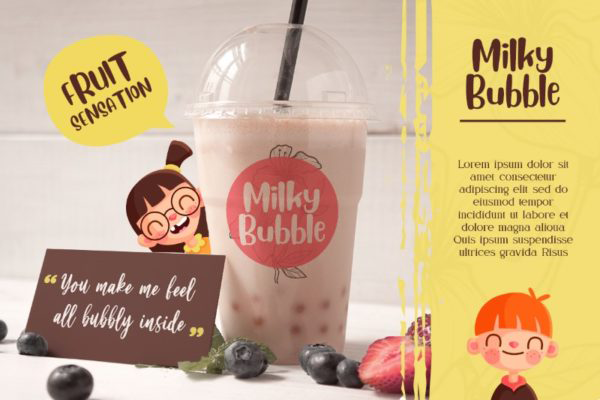 FRUIT
SENSATION
Milky
Bubble
“You make me feel
all bubbly inside”
Milky
Bubble
Lorem ipsum dolor sit
amet consectetur
adipiscing elit sed do
eiusmod tempor
incididunt ut labore et
dolore magna aliqua
Quis ipsum suspendisse
ultrices gravida Risus